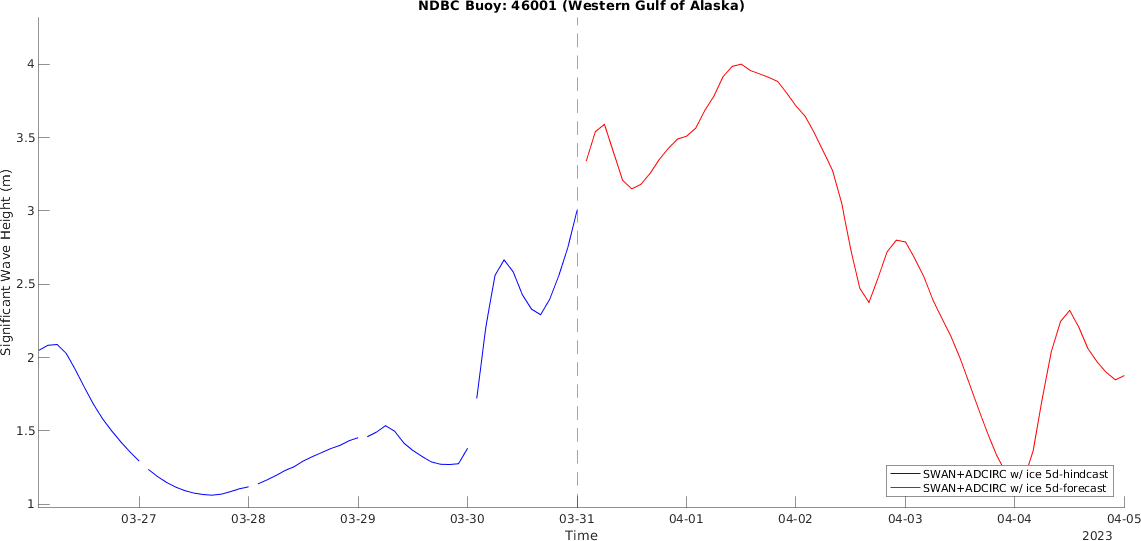 NDBC Buoy: 46001 (Western Gulf of Alaska)
Significant Wave Height (m)
4
3.5
3
2.5
2
1.5
1
SWAN+ADCIRC w/ ice 5d-hindcast
SWAN+ADCIRC w/ ice 5d-forecast
03-27 03-28 03-29 03-30 03-31 04-01 04-02 04-03 04-04 04-05
Time
2023